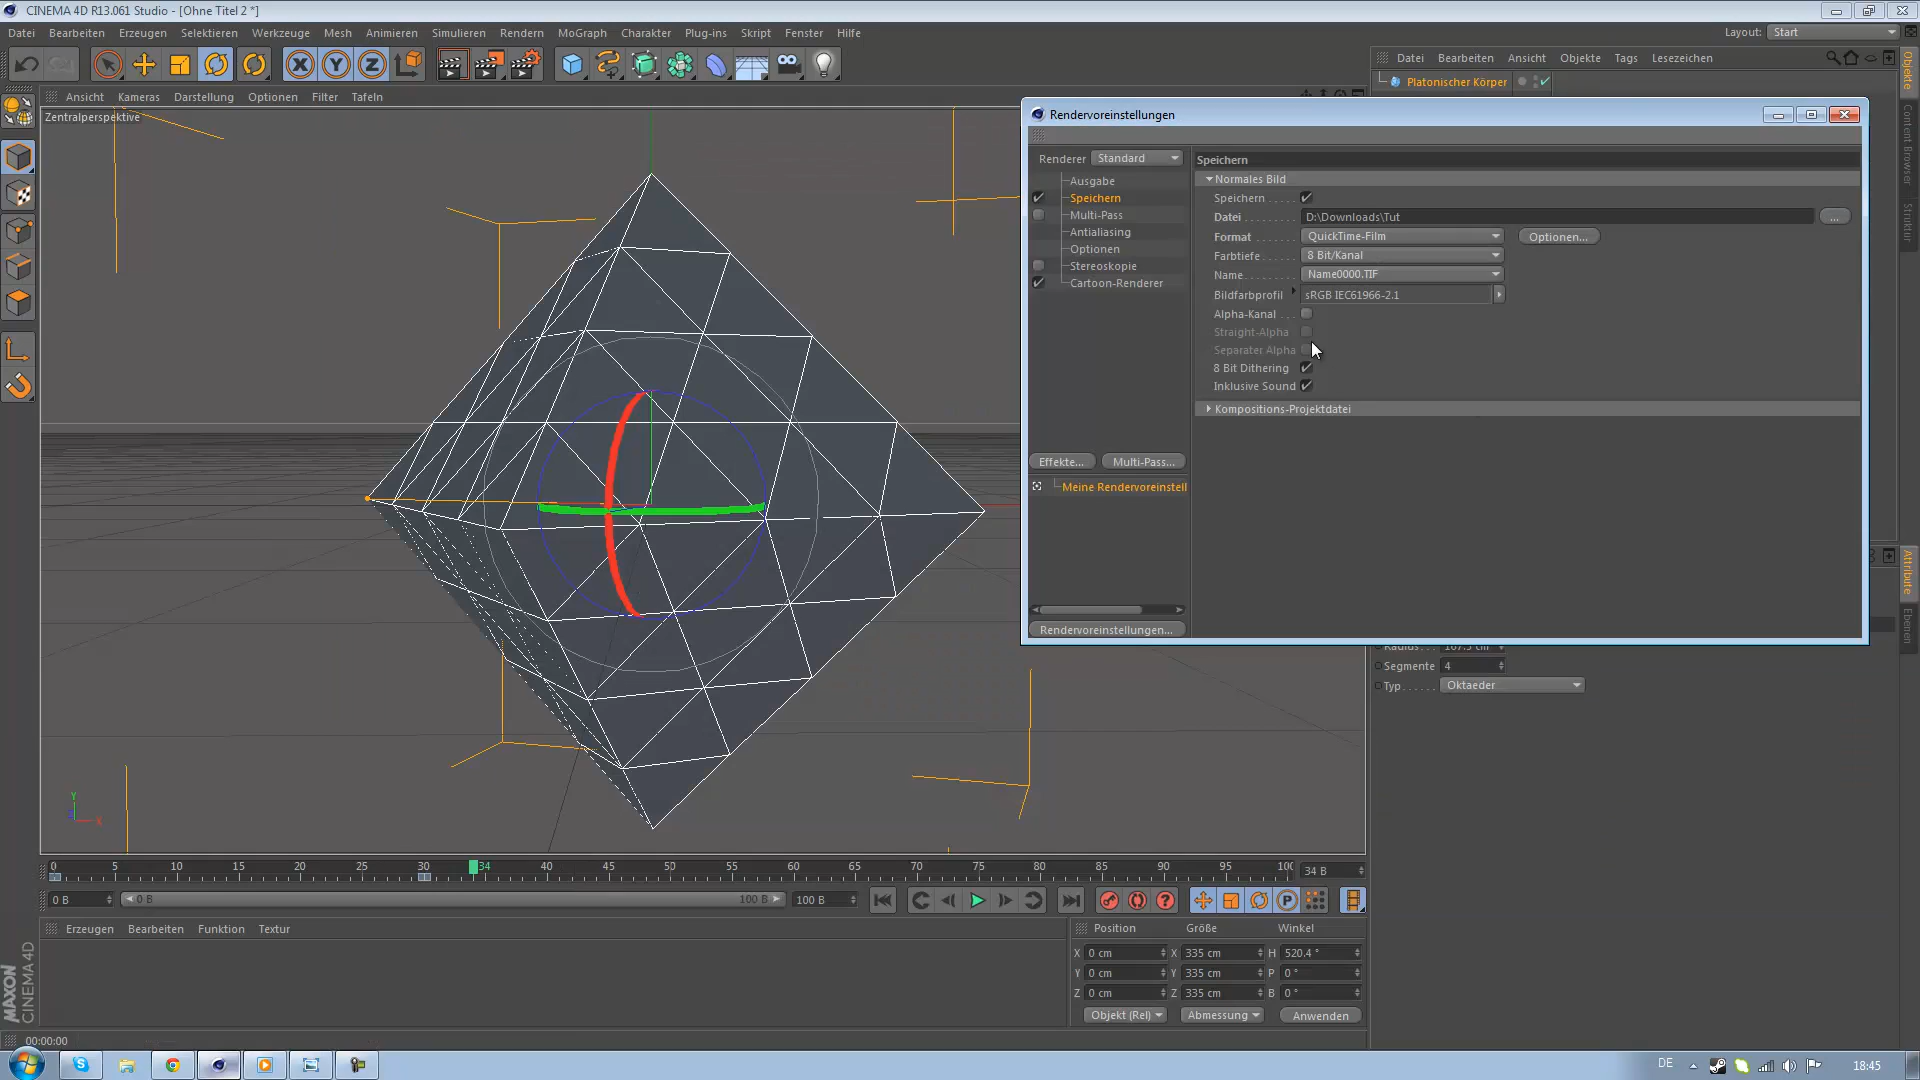 CINEMA 4D R13.061 Studio - [Ohne Titel 2 *]
Datei Bearbeiten Erzeugen Selektieren Werkzeuge Mesh Animieren Simulieren Rendern MoGraph Charakter Plug-ins Skript Fenster Hilfe
Layout: Start
Datei Bearbeiten Ansicht Objekte Tags Lesezeichen
Platonischer Körper
Ansicht Kameras Darstellung Optionen Filter Tafeln
Zentralperspektive
Objekte
Content Browser
Struktur
Attribute
Ebenen
Rendervoreinstellungen
Renderer Standard
Ausgabe
Speichern
Multi-Pass
Antialiasing
Optionen
Stereoskopie
Cartoon-Renderer
Effekte... Multi-Pass...
Meine Rendervoreinstell
Rendervoreinstellungen...
Speichern
Normales Bild
Speichern
Datei D:\Downloads\Tut ...
Format QuickTime-Film Optionen...
Farbtiefe 8 Bit/Kanal
Name Name0000.TIF
Bildfarbprofil sRGB IEC61966-2.1
Alpha-Kanal
Straight-Alpha
Separater Alpha
8 Bit Dithering
Inklusive Sound
Kompositions-Projektdatei
Segmente 4
Typ Oktaeder
Y
X
0 5 10 15 20 25 30 34 40 45 50 55 60 65 70 75 80 85 90 95 34 B
0 B 0 B 100 B 100 B
Erzeugen Bearbeiten Funktion Textur
Position Größe Winkel
X 0 cm X 335 cm H 520.4 °
Y 0 cm Y 335 cm P 0 °
Z 0 cm Z 335 cm B 0 °
Objekt (Rel) Abmessung Anwenden
MAXON
CINEMA 4D
00:00:00
DE 18:45